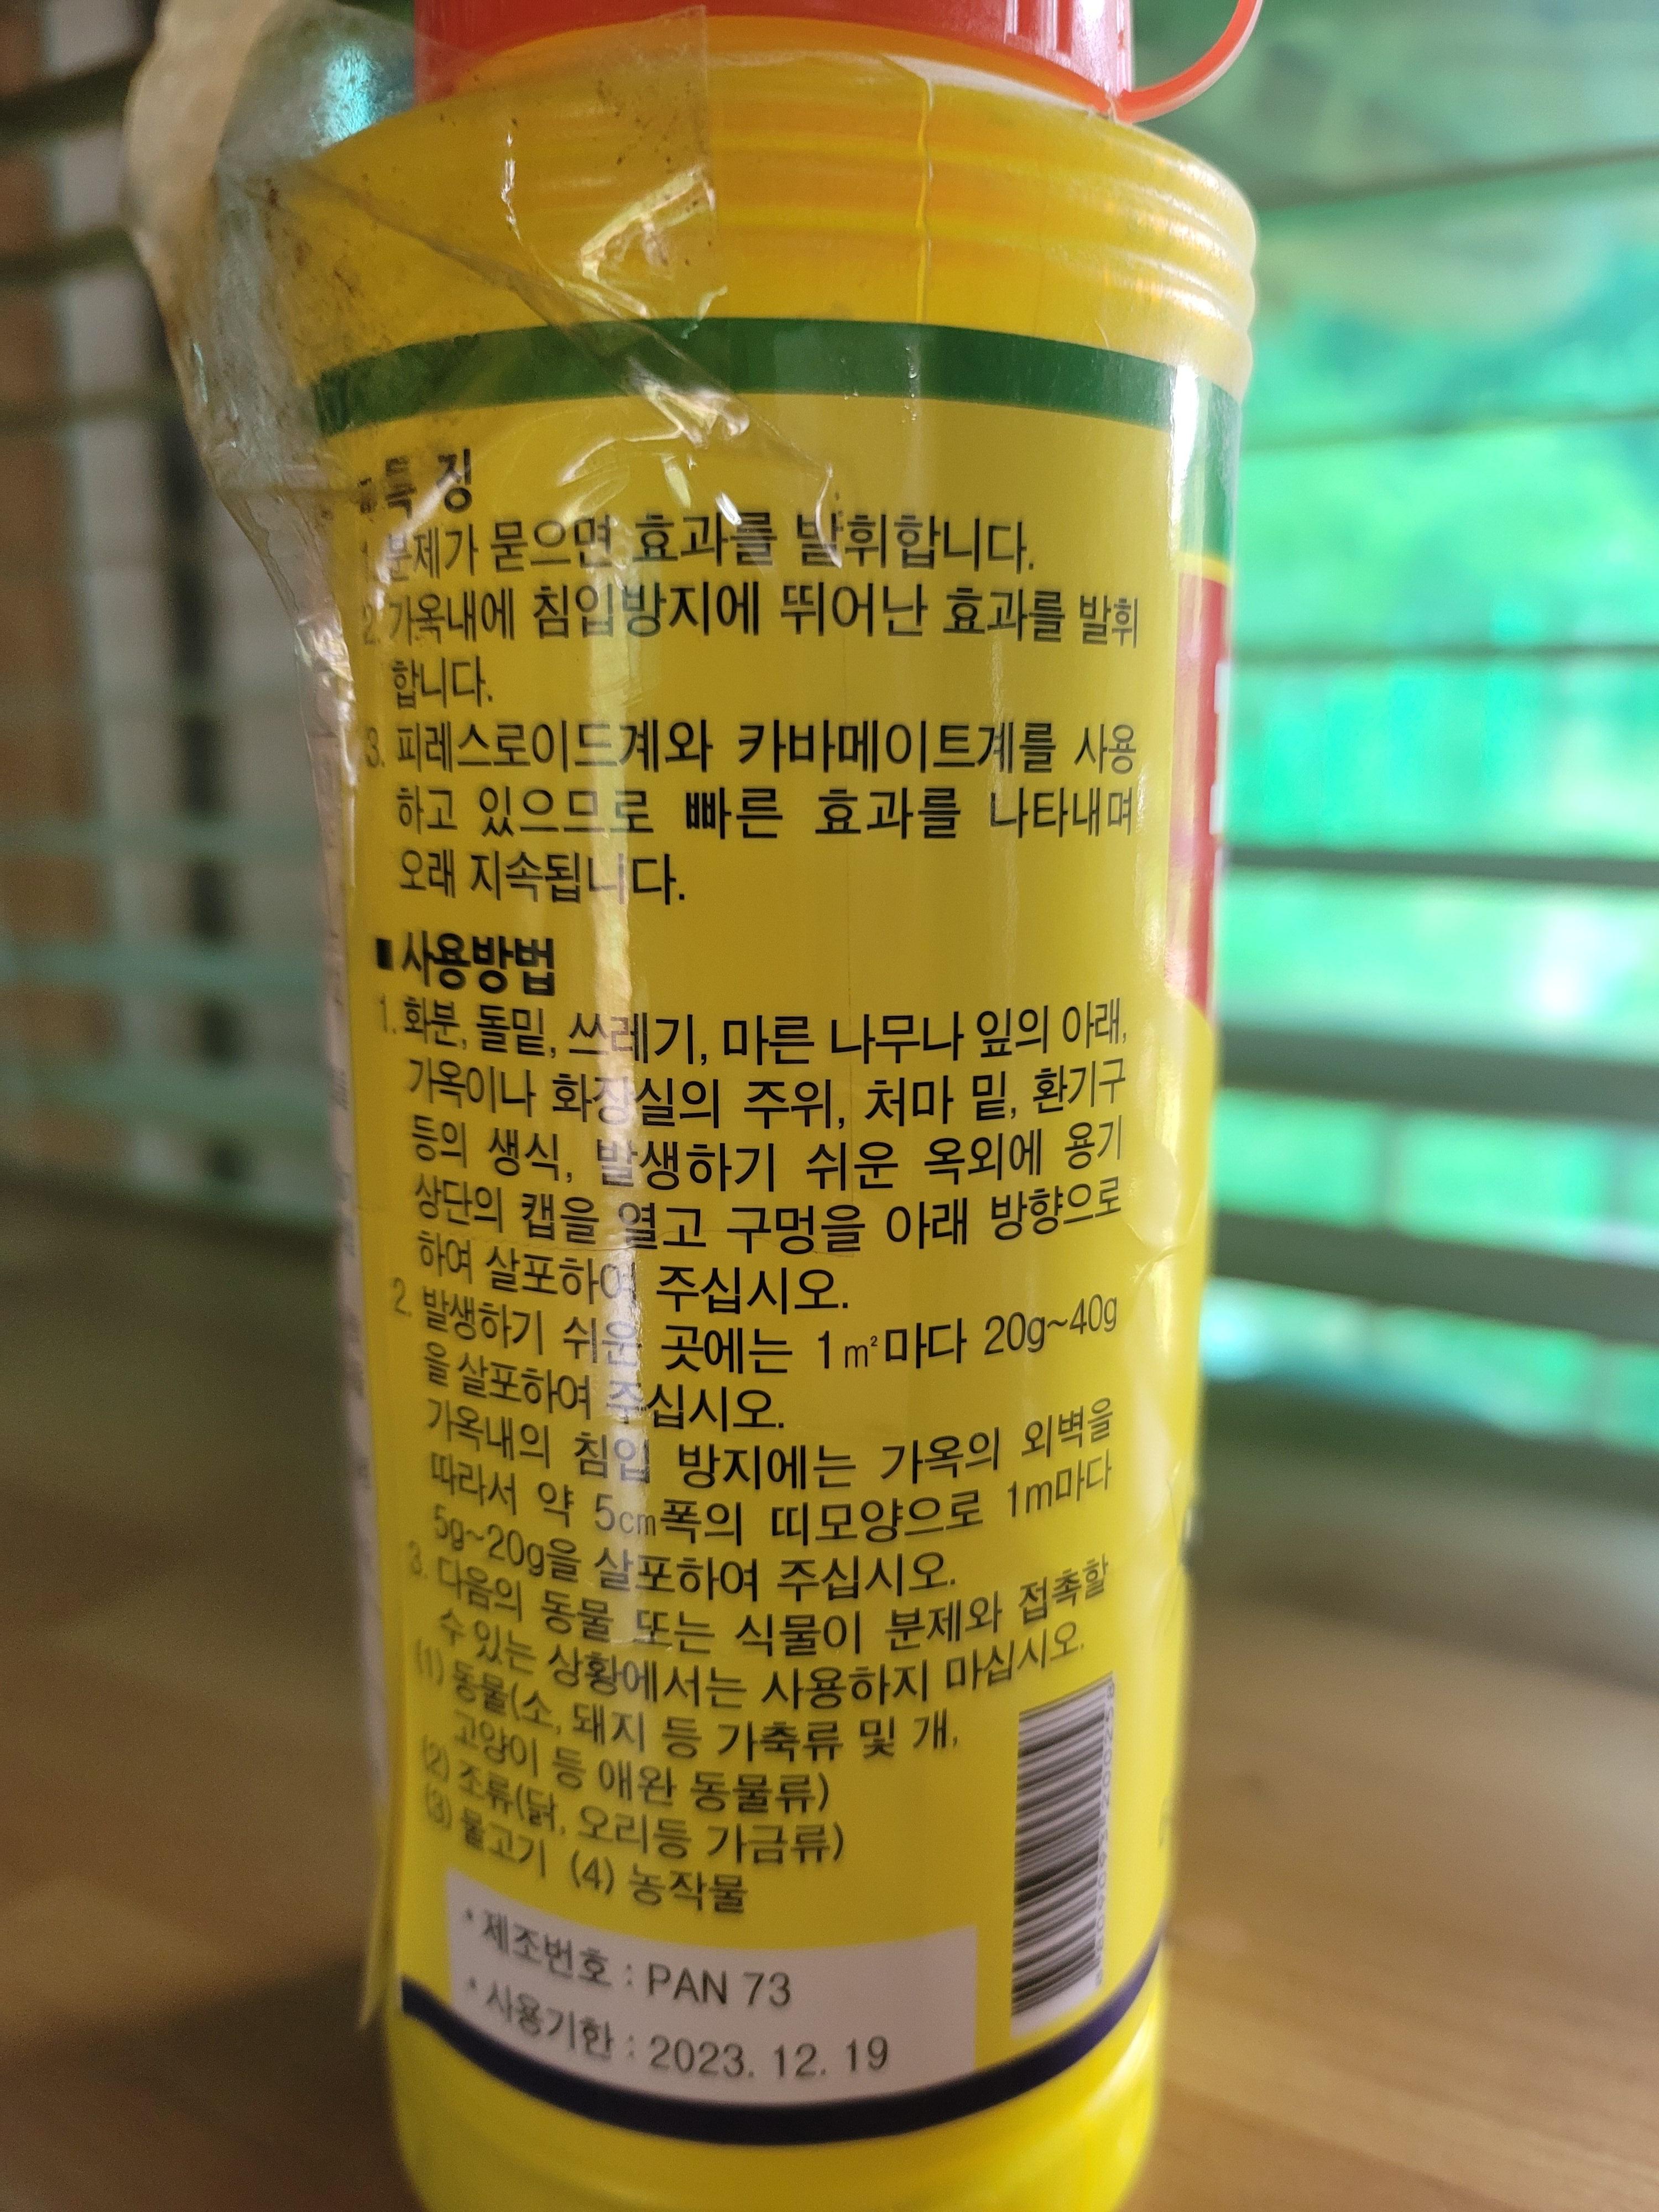 ■특 징
1. 분제가 묻으면 효과를 발휘합니다.
2. 가옥내에 침입방지에 뛰어난 효과를 발휘
합니다.
3. 피레스로이드계와 카바메이트계를 사용
하고 있으므로 빠른 효과를 나타내며
오래 지속됩니다.
■사용방법
1. 화분, 돌밑, 쓰레기, 마른 나무나 잎의 아래,
가옥이나 화장실의 주위, 처마 밑, 환기구
등의 생식, 발생하기 쉬운 옥외에 용기
상단의 캡을 열고 구멍을 아래 방향으로
하여 살포하여 주십시오.
2. 발생하기 쉬운 곳에는 1㎡마다 20g~40g
을 살포하여 주십시오.
가옥내의 침입 방지에는 가옥의 외벽을
따라서 약 5㎝폭의 띠모양으로 1m마다
5g~20g을 살포하여 주십시오.
3. 다음의 동물 또는 식물이 분제와 접촉할
수 있는 상황에서는 사용하지 마십시오.
(1) 동물(소, 돼지 등 가축류 및 개,
고양이 등 애완 동물류)
(2) 조류(닭, 오리등 가금류)
(3) 물고기 (4) 농작물
• 제조번호 : PAN 73
• 사용기한 : 2023. 12. 19